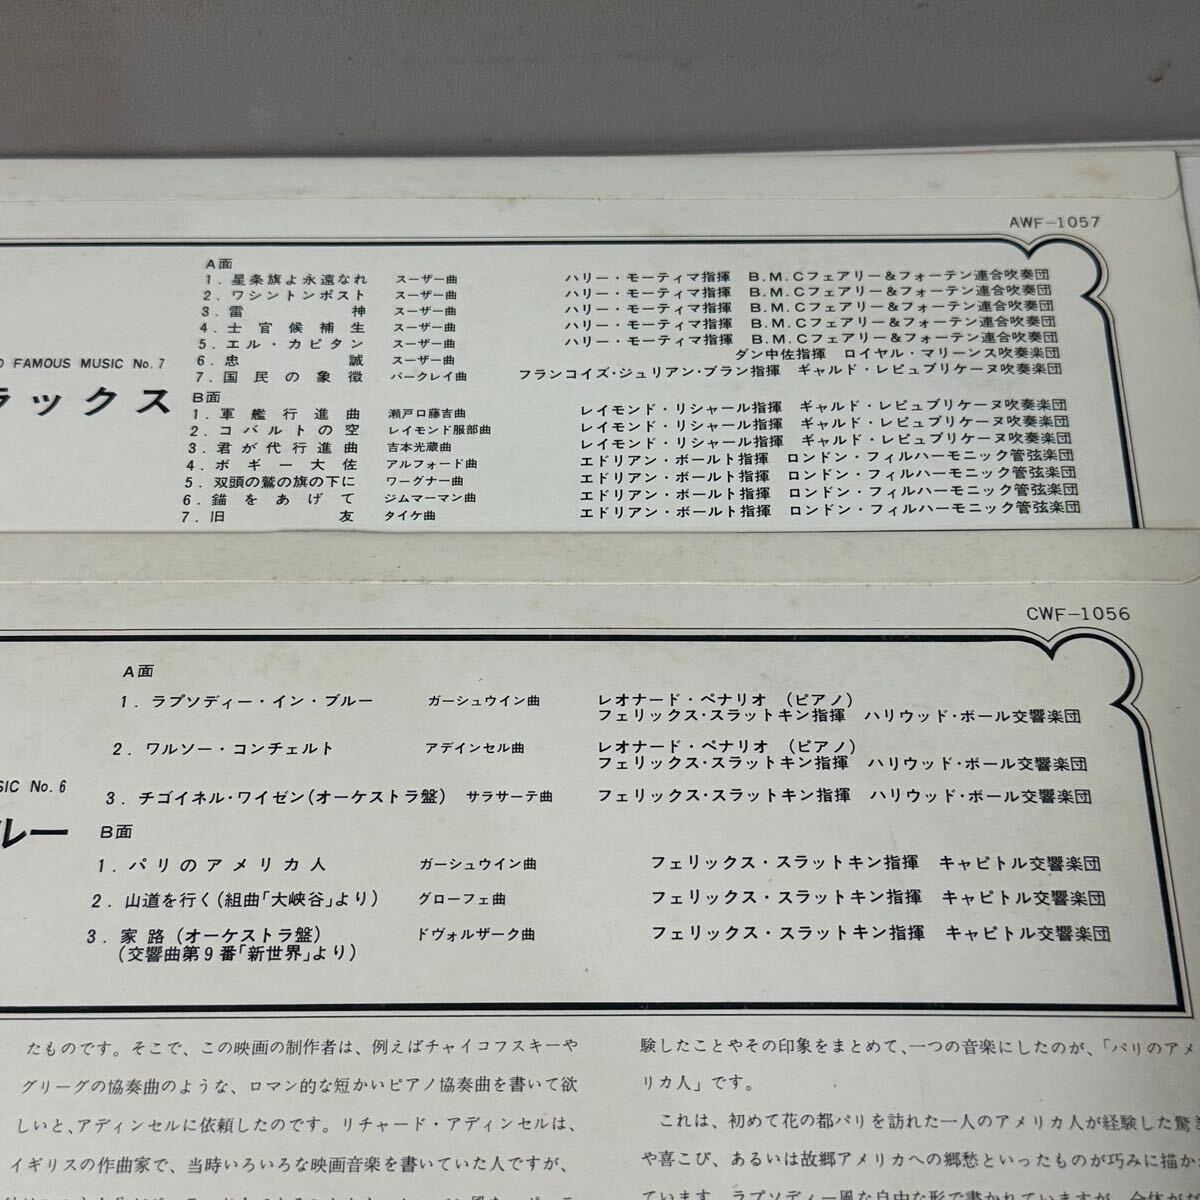 AWF-1057
FAMOUS MUSIC No. 7
ラックス
A面
1. 星条旗よ永遠なれ スーザー曲 ハリー・モーティマ指揮 B.M.Cフェアリー&フォーテン連合吹奏団
2. ワシントンポスト スーザー曲 ハリー・モーティマ指揮 B.M.Cフェアリー&フォーテン連合吹奏団
3. 雷神 スーザー曲 ハリー・モーティマ指揮 B.M.Cフェアリー&フォーテン連合吹奏団
4. 士官候補生 スーザー曲 ハリー・モーティマ指揮 B.M.Cフェアリー&フォーテン連合吹奏団
5. エル・カピタン スーザー曲 ハリー・モーティマ指揮 B.M.Cフェアリー&フォーテン連合吹奏団
6. 忠誠 スーザー曲 ダン中佐指揮 ロイヤル・マリーンス吹奏楽団
7. 国民の象徴 バークレイ曲 フランコイズ・ジュリアン・ブラン指揮 ギャルド・レピュブリケーヌ吹奏楽団
B面
1. 軍艦行進曲 瀬戸口藤吉曲 レイモンド・リシャール指揮 ギャルド・レピュブリケーヌ吹奏楽団
2. コバルトの空 レイモンド服部曲 レイモンド・リシャール指揮 ギャルド・レピュブリケーヌ吹奏楽団
3. 君が代行進曲 吉本光蔵曲 レイモンド・リシャール指揮 ギャルド・レピュブリケーヌ吹奏楽団
4. ボギー大佐 アルフォード曲 エドリアン・ボールト指揮 ロンドン・フィルハーモニック管弦楽団
5. 双頭の鷲の旗の下に ワーグナー曲 エドリアン・ボールト指揮 ロンドン・フィルハーモニック管弦楽団
6. 錨をあげて ジムマーマン曲 エドリアン・ボールト指揮 ロンドン・フィルハーモニック管弦楽団
7. 旧友 タイケ曲 エドリアン・ボールト指揮 ロンドン・フィルハーモニック管弦楽団
CWF-1056
SIC No. 6
ルー
A面
1. ラプソディー・イン・ブルー ガーシュウイン曲 レオナード・ペナリオ (ピアノ)
フェリックス・スラットキン指揮 ハリウッド・ボール交響楽団
2. ワルソー・コンチェルト アデインセル曲 レオナード・ペナリオ (ピアノ)
フェリックス・スラットキン指揮 ハリウッド・ボール交響楽団
3. チゴイネル・ワイゼン(オーケストラ盤) サラサーテ曲 フェリックス・スラットキン指揮 ハリウッド・ボール交響楽団
B面
1. パリのアメリカ人 ガーシュウイン曲 フェリックス・スラットキン指揮 キャピトル交響楽団
2. 山道を行く(組曲「大峡谷」より) グローフェ曲 フェリックス・スラットキン指揮 キャピトル交響楽団
3. 家路(オーケストラ盤) ドヴォルザーク曲 フェリックス・スラットキン指揮 キャピトル交響楽団
(交響曲第9番「新世界」より)
たものです。そこで、この映画の制作者は、例えばチャイコフスキーや
グリーグの協奏曲のような、ロマン的な短かいピアノ協奏曲を書いて欲
しいと、アディンセルに依頼したのです。リチャード・アディンセルは、
イギリスの作曲家で、当時いろいろな映画音楽を書いていた人ですが、
験したことやその印象をまとめて、一つの音楽にしたのが、「パリのアメ
リカ人」です。
これは、初めて花の都パリを訪れた一人のアメリカ人が経験した驚き
や喜こび、あるいは故郷アメリカへの郷愁といったものが巧みに描か
ています。ラプソディー風な自由な形で書かれていますが、全体が